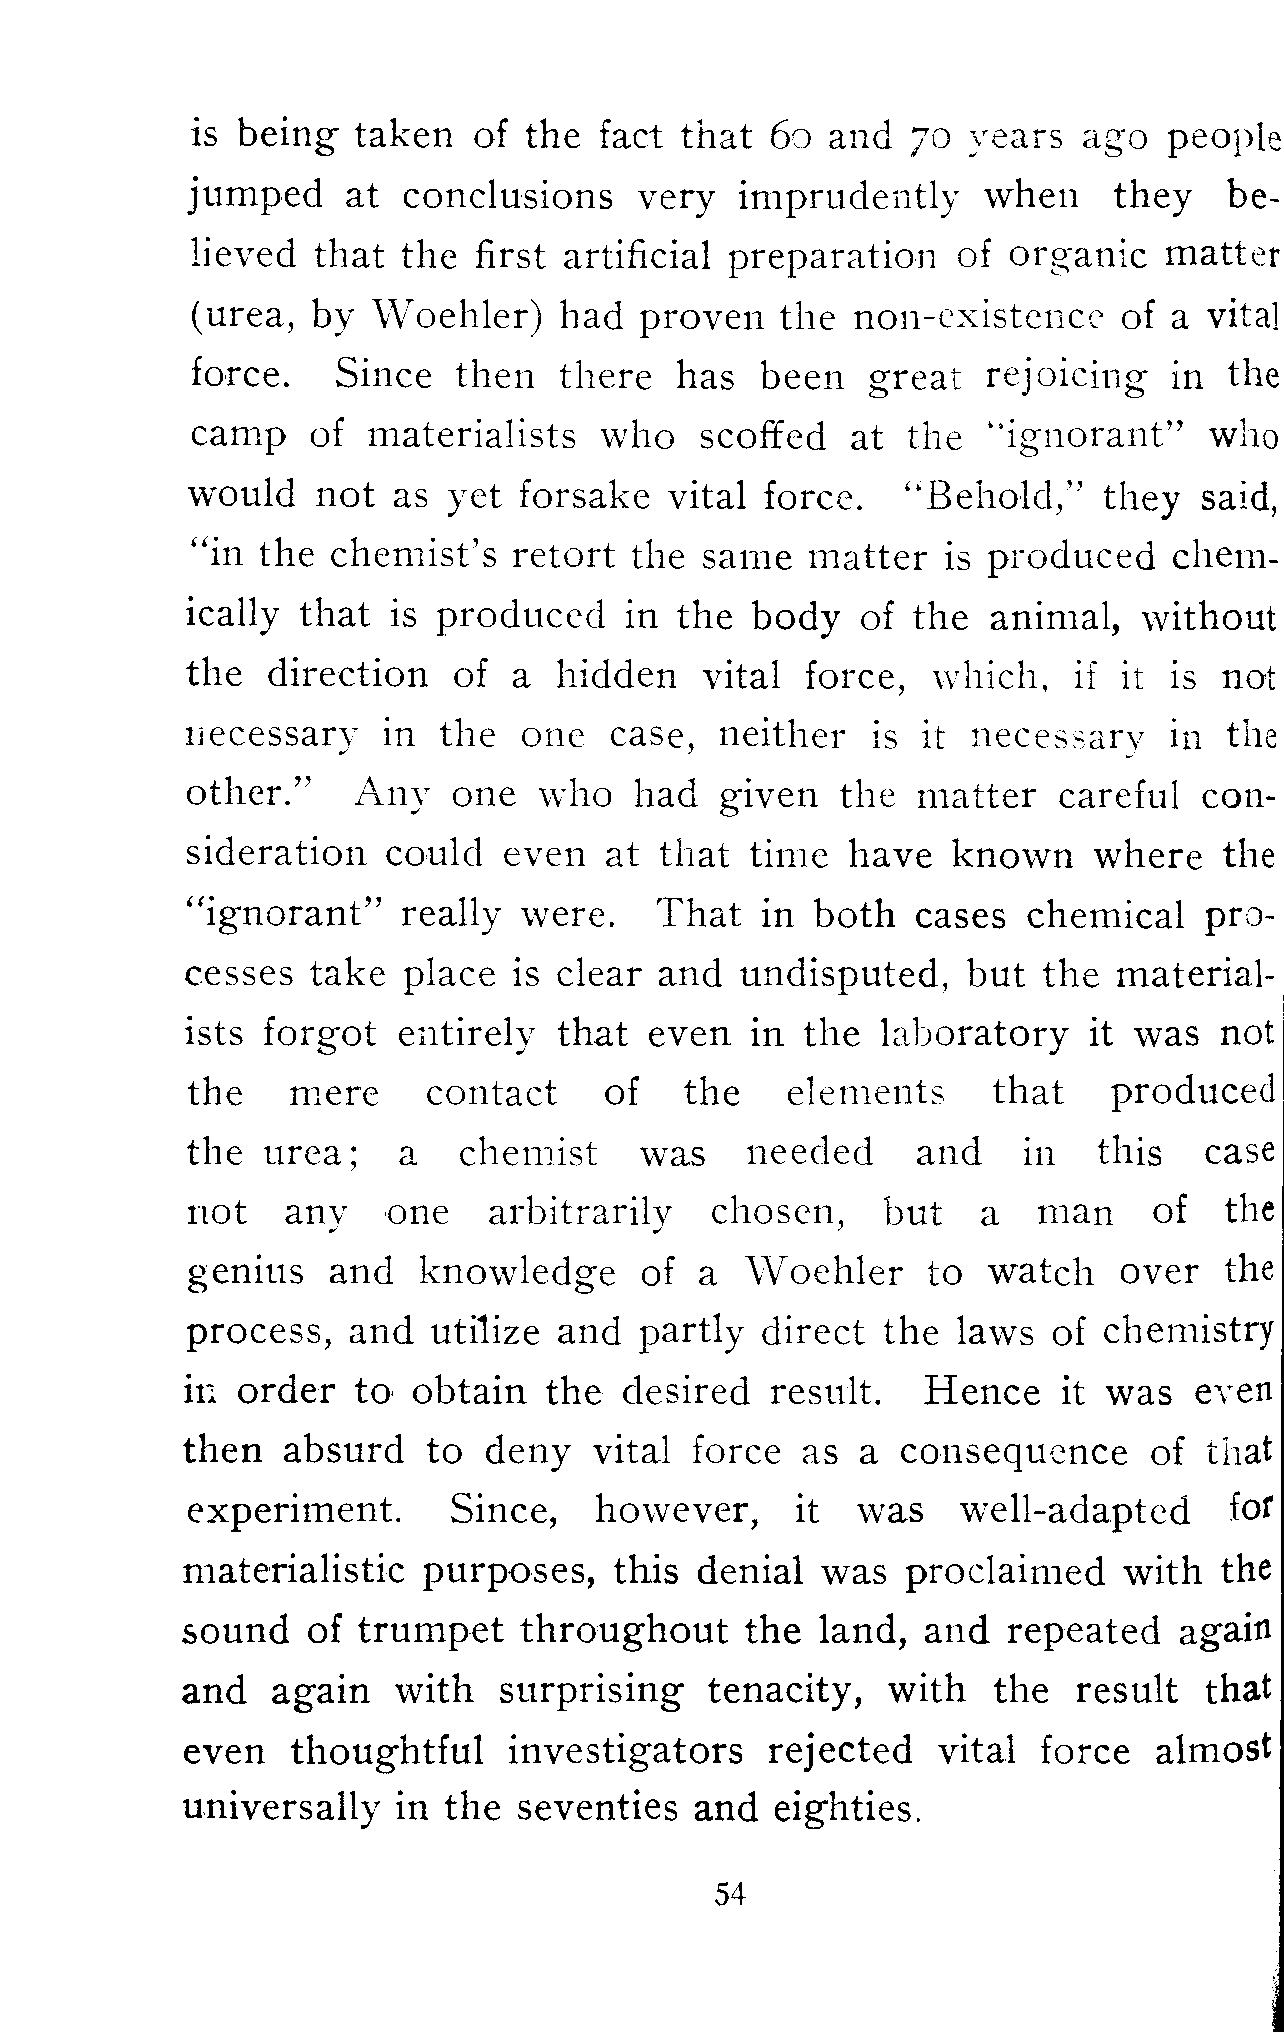 is being taken of the fact that 60 and 70 years ago people
jumped at conclusions very imprudently when they be-
lieved that the first artificial preparation of organic matter
(urea, by Woehler) had proven the non-existence of a vital
force. Since then there has been great rejoicing in the
camp of materialists who scoffed at the "ignorant" who
would not as yet forsake vital force. "Behold," they said,
"in the chemist's retort the same matter is produced chem-
ically that is produced in the body of the animal, without
the direction of a hidden vital force, which, if it is not
necessary in the one case, neither is it necessary in the
other." Any one who had given the matter careful con-
sideration could even at that time have known where the
"ignorant" really were. That in both cases chemical pro-
cesses take place is clear and undisputed, but the material-
ists forgot entirely that even in the laboratory it was not
the mere contact of the elements that produced
the urea; a chemist was needed and in this case
not any one arbitrarily chosen, but a man of the
genius and knowledge of a Woehler to watch over the
process, and utilize and partly direct the laws of chemistry
in order to obtain the desired result. Hence it was even
then absurd to deny vital force as a consequence of that
experiment. Since, however, it was well-adapted for
materialistic purposes, this denial was proclaimed with the
sound of trumpet throughout the land, and repeated again
and again with surprising tenacity, with the result that
even thoughtful investigators rejected vital force almost
universally in the seventies and eighties.
54